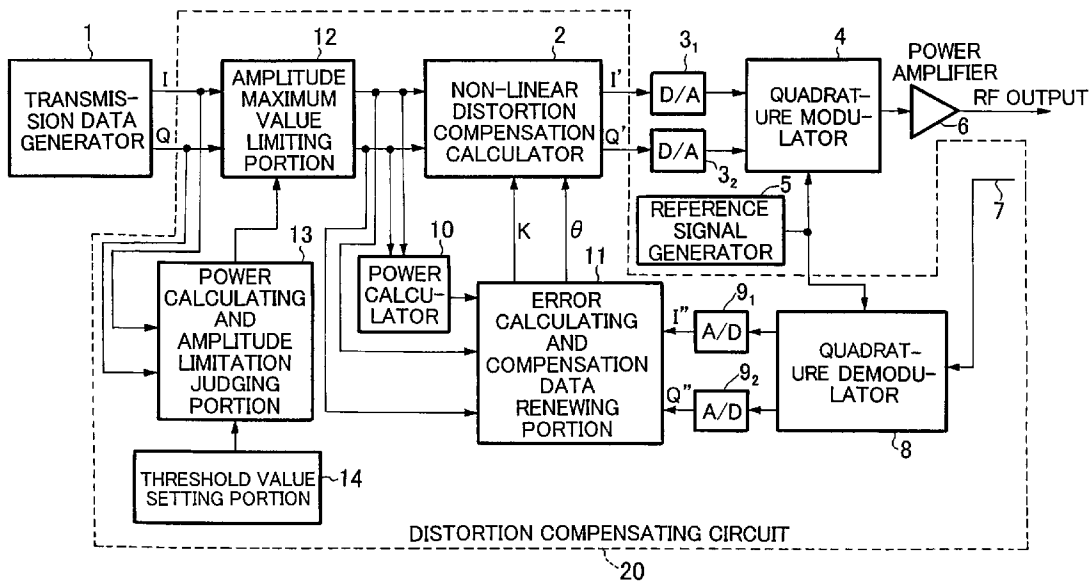 1
TRANSMIS-
SION DATA
GENERATOR
I
Q
12
AMPLITUDE
MAXIMUM
VALUE
LIMITING
PORTION
2
NON-LINEAR
DISTORTION
COMPENSATION
CALCULATOR
I'
Q'
3₁
D/A
D/A
3₂
4
QUADRAT-
URE MODU-
LATOR
POWER
AMPLIFIER
6
RF OUTPUT
5
REFERENCE
SIGNAL
GENERATOR
7
13
POWER
CALCULATING
AND
AMPLITUDE
LIMITATION
JUDGING
PORTION
10
POWER
CALCU-
LATOR
K
θ
11
ERROR
CALCULATING
AND
COMPENSATION
DATA
RENEWING
PORTION
I"
Q"
9₁
A/D
9₂
A/D
QUADRAT-
URE DEMODU-
LATOR
8
THRESHOLD VALUE
SETTING PORTION
14
DISTORTION COMPENSATING CIRCUIT
20